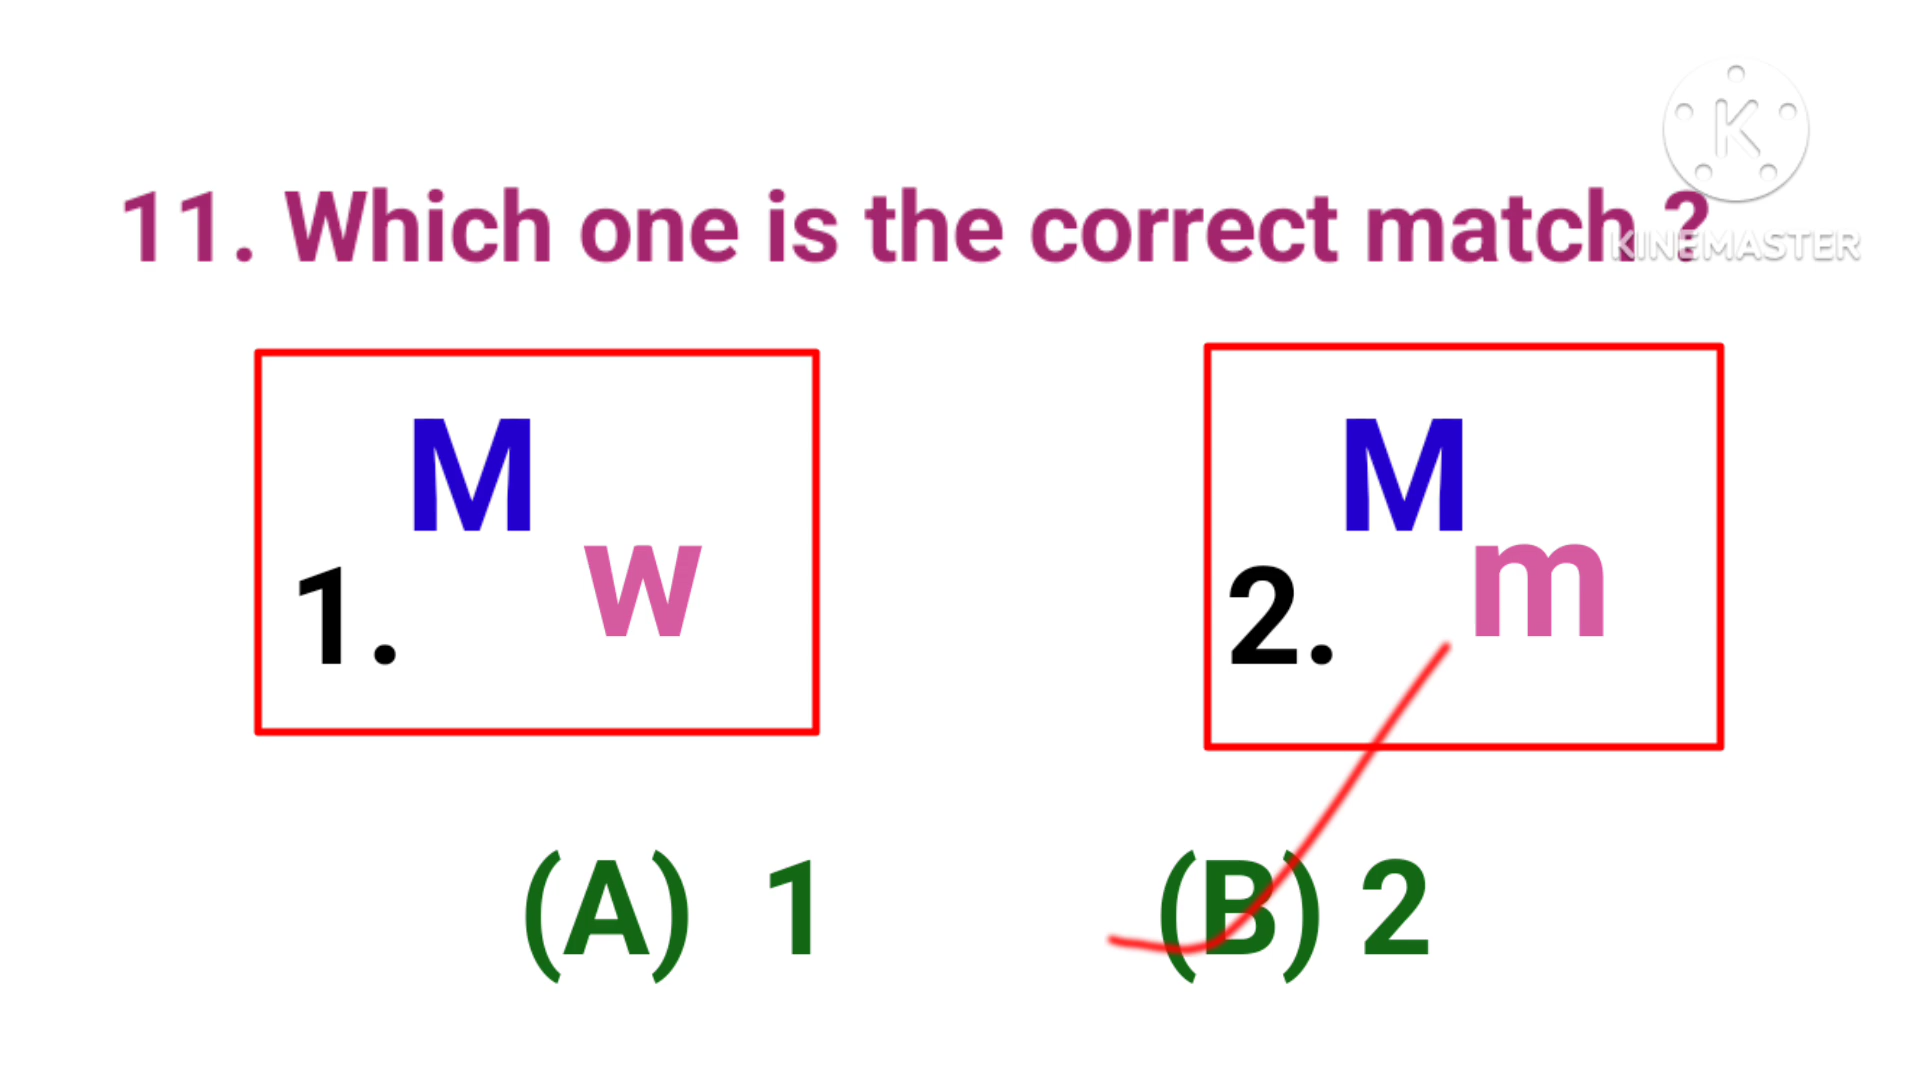 K
11. Which one is the correct match ?
KINEMASTER
M
w
1.
M
m
2.
(A) 1
(B) 2